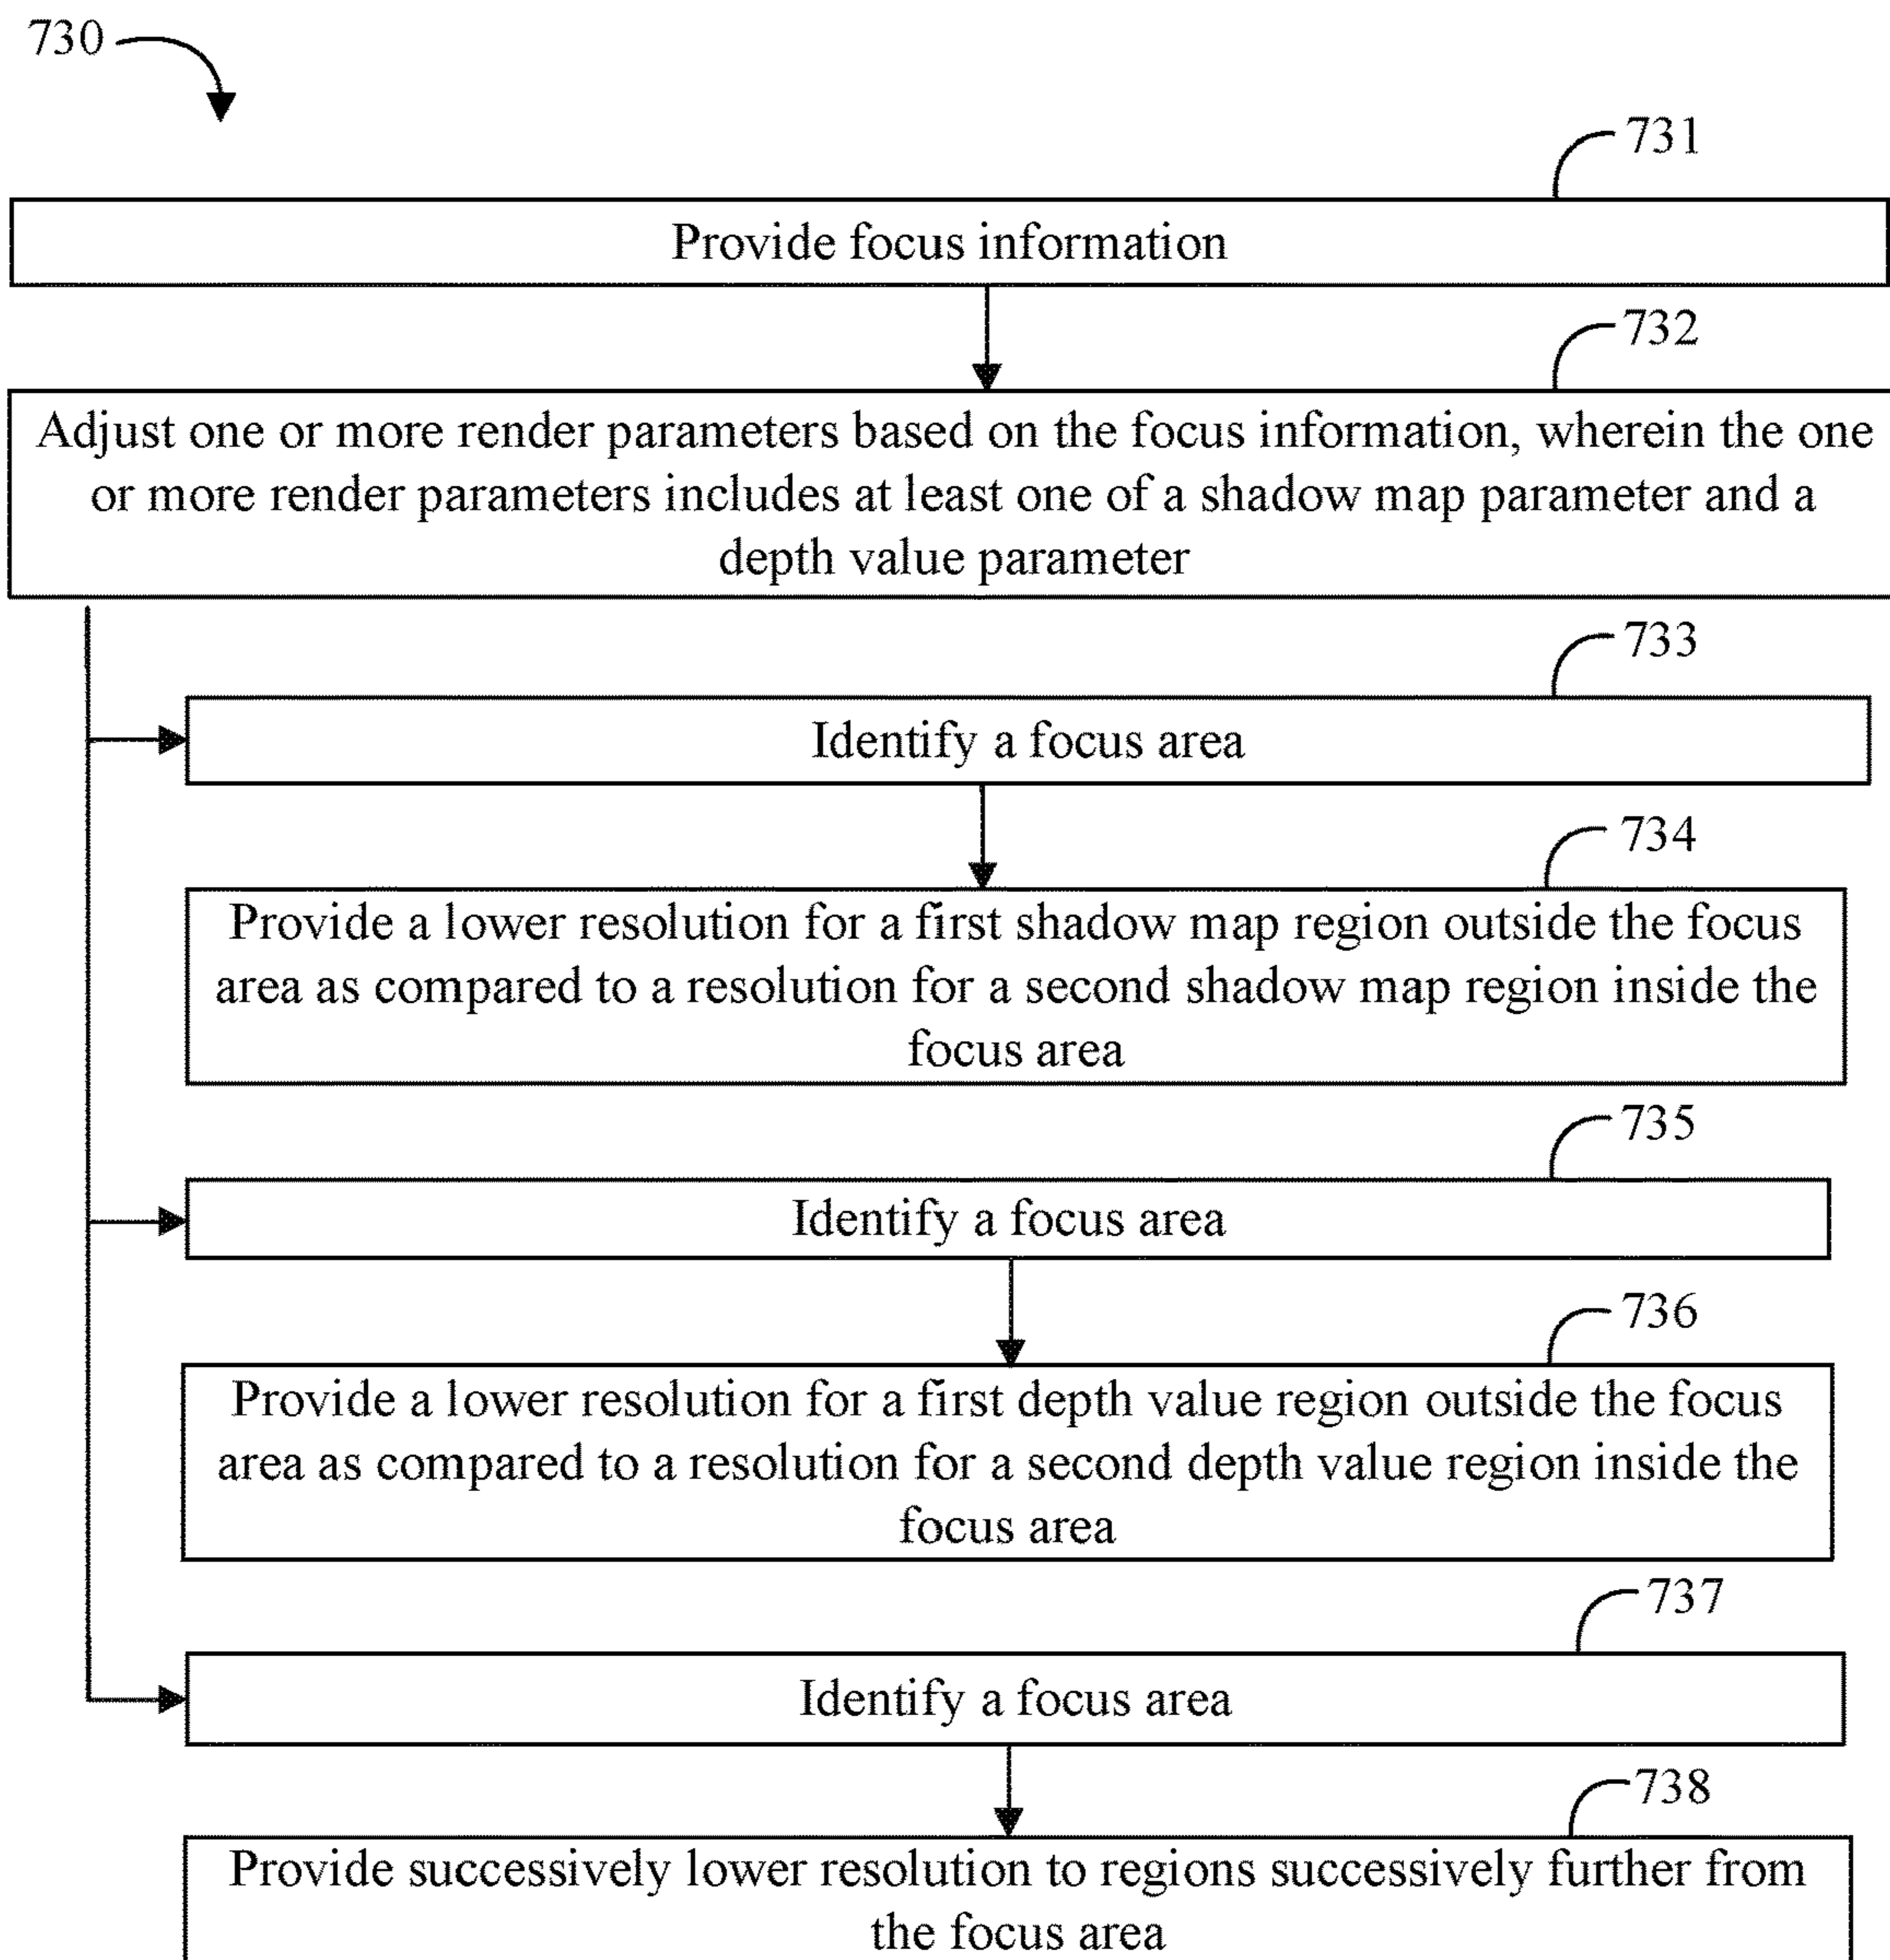 730
731
Provide focus information
732
Adjust one or more render parameters based on the focus information, wherein the one
or more render parameters includes at least one of a shadow map parameter and a
depth value parameter
733
Identify a focus area
734
Provide a lower resolution for a first shadow map region outside the focus
area as compared to a resolution for a second shadow map region inside the
focus area
735
Identify a focus area
736
Provide a lower resolution for a first depth value region outside the focus
area as compared to a resolution for a second depth value region inside the
focus area
737
Identify a focus area
738
Provide successively lower resolution to regions successively further from
the focus area